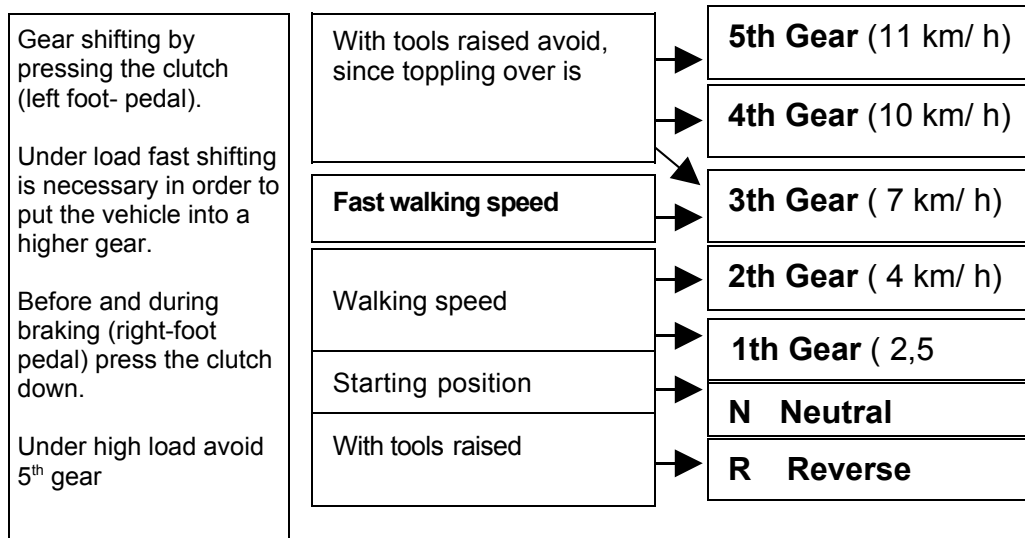 Gear shifting by
pressing the clutch
(left foot- pedal).
Under load fast shifting
is necessary in order to
put the vehicle into a
higher gear.
Before and during
braking (right-foot
pedal) press the clutch
down.
Under high load avoid
5th gear
With tools raised avoid,
since toppling over is
Fast walking speed
Walking speed
Starting position
With tools raised
5th Gear (11 km/ h)
4th Gear (10 km/ h)
3th Gear ( 7 km/ h)
2th Gear ( 4 km/ h)
1th Gear ( 2,5
N Neutral
R Reverse